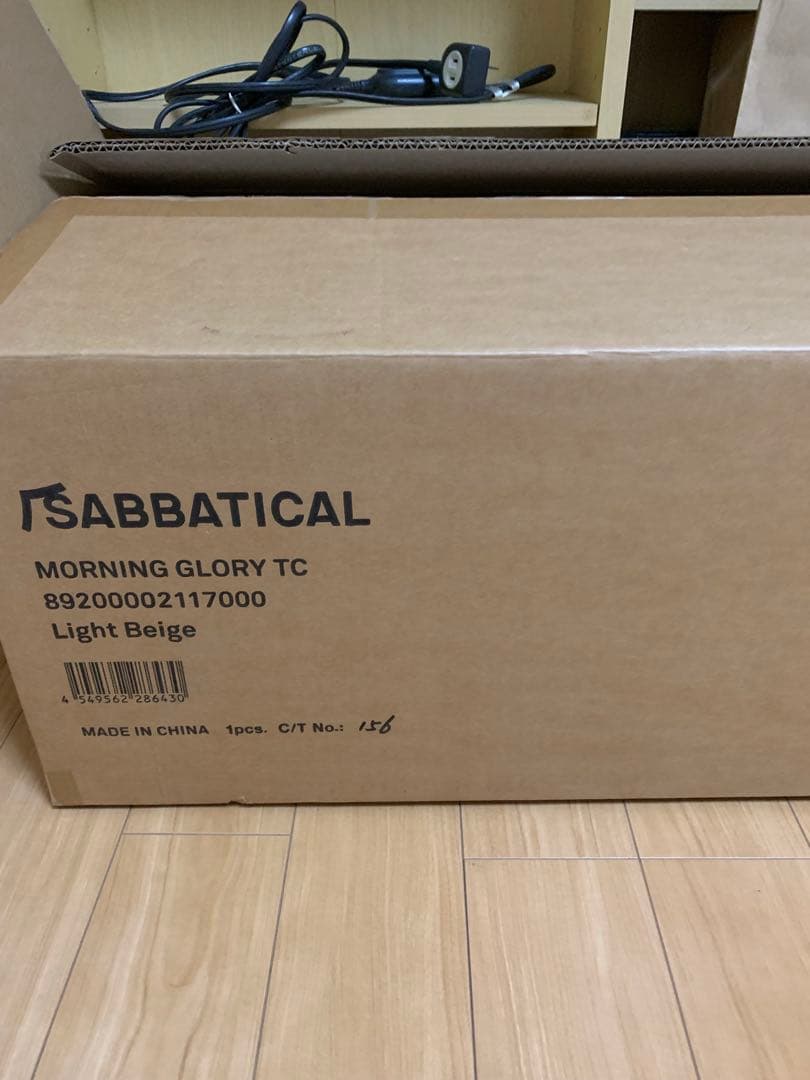 SABBATICAL
MORNING GLORY TC
89200002117000
Light Beige
4 549562 286430
MADE IN CHINA 1pcs. C/T No.: 156